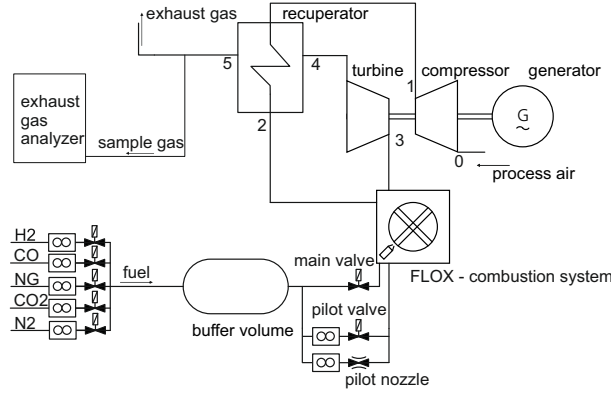 exhaust gas
recuperator
5
4
turbine
compressor
generator
1
exhaust
gas
analyzer
2
G
~
sample gas
3
0
process air
H2
CO
NG
CO2
N2
fuel
main valve
FLOX - combustion system
buffer volume
pilot valve
pilot nozzle